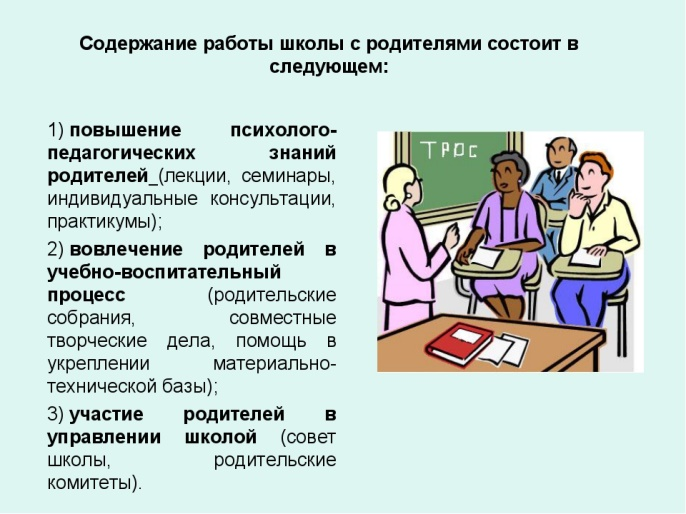 Содержание работы школы с родителями состоит в
следующем:
1) повышение психолого-
педагогических знаний
родителей (лекции, семинары,
индивидуальные консультации,
практикумы);
2) вовлечение родителей в
учебно-воспитательный
процесс (родительские
собрания, совместные
творческие дела, помощь в
укреплении материально-
технической базы);
3) участие родителей в
управлении школой (совет
школы, родительские
комитеты).
ТРОС